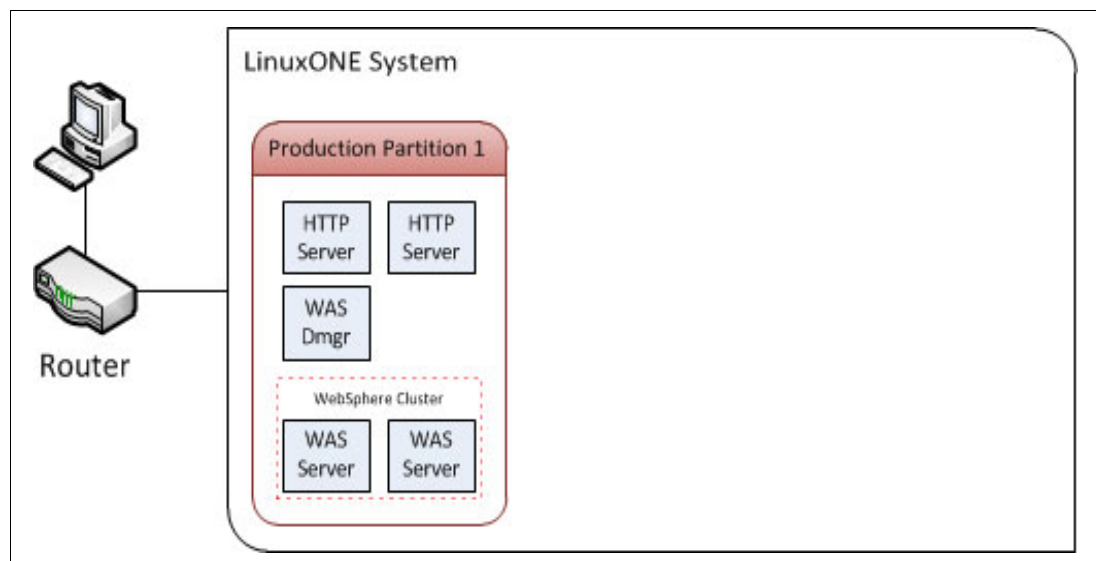 LinuxONE System
Production Partition 1
HTTP
Server
HTTP
Server
WAS
Dmgr
Router
WebSphere Cluster
WAS
Server
WAS
Server